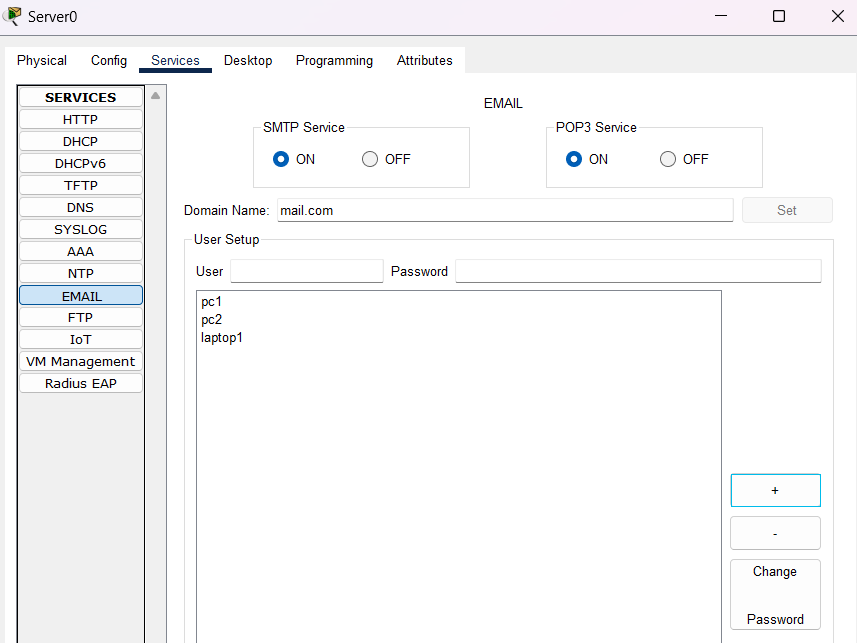 Server0
Physical Config Services Desktop Programming Attributes
SERVICES
HTTP
DHCP
DHCPv6
TFTP
DNS
SYSLOG
AAA
NTP
EMAIL
FTP
IoT
VM Management
Radius EAP
EMAIL
SMTP Service
ON OFF
POP3 Service
ON OFF
Domain Name: mail.com Set
User Setup
User Password
pc1
pc2
laptop1
+
-
Change
Password